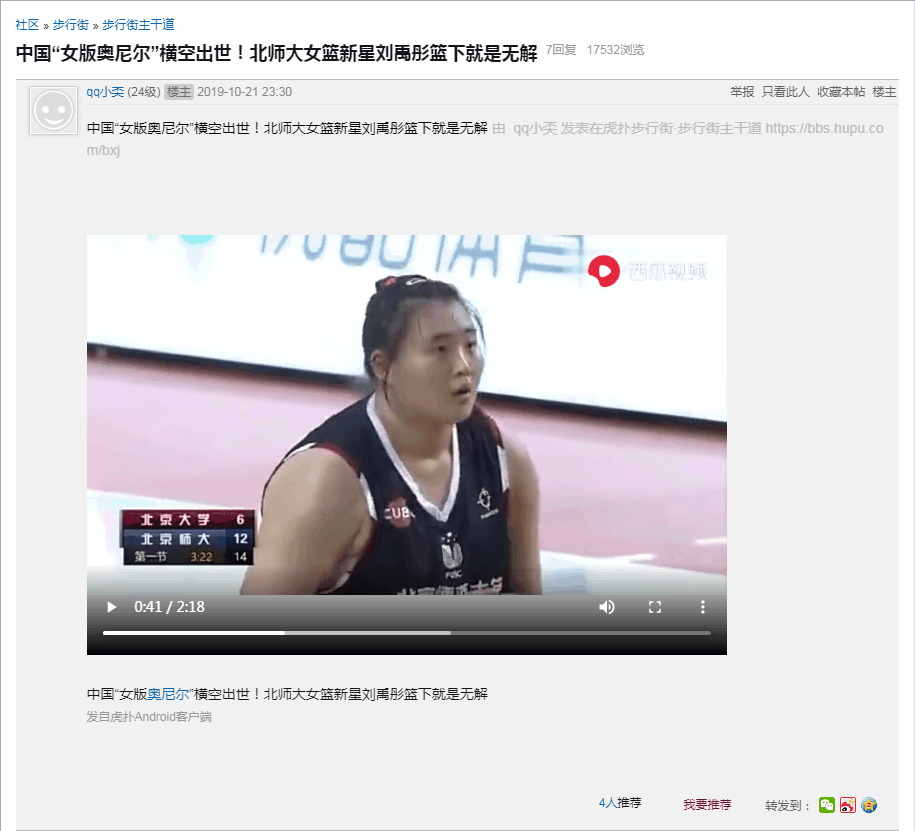 社区 » 步行街 » 步行街主干道
中国“女版奥尼尔”横空出世！北师大女篮新星刘禹彤篮下就是无解 7回复 17532浏览
qq小奀 (24级) 楼主 2019-10-21 23:30 举报 只看此人 收藏本帖 楼主
中国“女版奥尼尔”横空出世！北师大女篮新星刘禹彤篮下就是无解 由 qq小奀 发表在虎扑步行街·步行街主干道 https://bbs.hupu.co
m/bxj
西瓜视频
CUBA
北京大学 6
北京师大 12
第一节 3:22 14
0:41 / 2:18
中国“女版奥尼尔”横空出世！北师大女篮新星刘禹彤篮下就是无解
发自虎扑Android客户端
4人推荐 我要推荐 转发到：